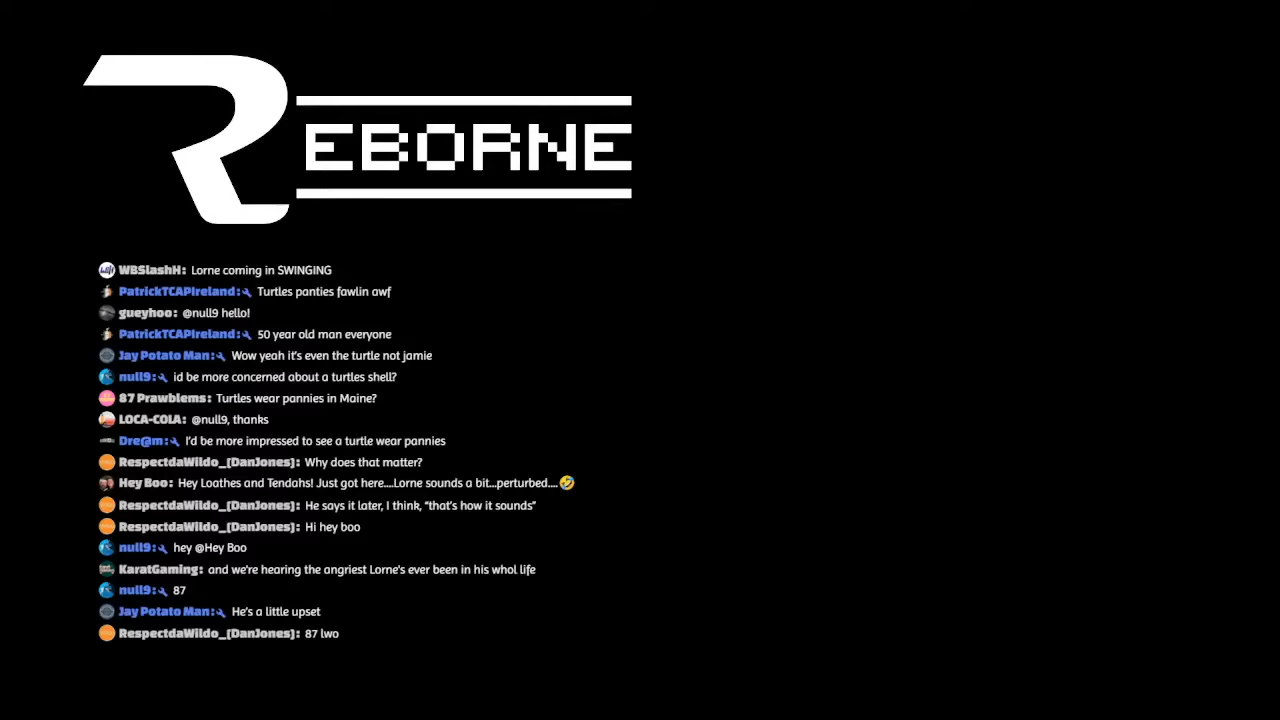 REBORNE
WBSlashH: Lorne coming in SWINGING
PatrickTCAPIreland: Turtles panties fawlin awf
gueyhoo: @null9 hello!
PatrickTCAPIreland: 50 year old man everyone
Jay Potato Man: Wow yeah it's even the turtle not jamie
null9: id be more concerned about a turtles shell?
87 Prawblems: Turtles wear pannies in Maine?
LOCA-COLA: @null9, thanks
Dre@m: I'd be more impressed to see a turtle wear pannies
RespectdaWildo_[DanJones]: Why does that matter?
Hey Boo: Hey Loathes and Tendahs! Just got here....Lorne sounds a bit...perturbed....🤣
RespectdaWildo_[DanJones]: He says it later, I think, “that's how it sounds”
RespectdaWildo_[DanJones]: Hi hey boo
null9: hey @Hey Boo
KaratGaming: and we're hearing the angriest Lorne's ever been in his whol life
null9: 87
Jay Potato Man: He's a little upset
RespectdaWildo_[DanJones]: 87 lwo